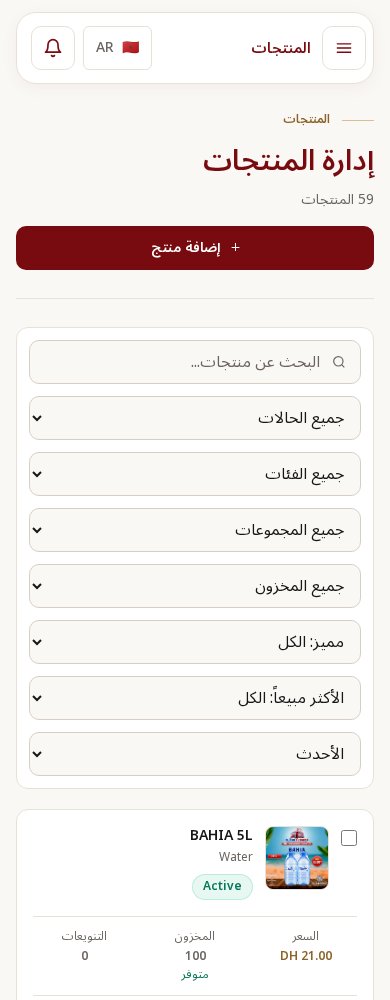 المنتجات
AR
المنتجات
إدارة المنتجات
59 المنتجات
+ إضافة منتج
البحث عن منتجات...
جميع الحالات
جميع الفئات
جميع المجموعات
جميع المخزون
مميز: الكل
الأكثر مبيعاً: الكل
الأحدث
BAHIA 5L
Water
Active
BAHIA
السعر
المخزون
التنويعات
DH 21.00
100
0
متوفر